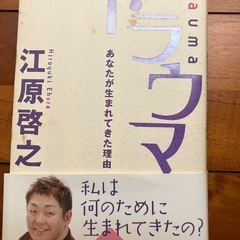 auma
トラウマ
あなたが生まれてきた理由
Hiroyuki Ehara
江原啓之
私は
何のために
生まれてきたの?